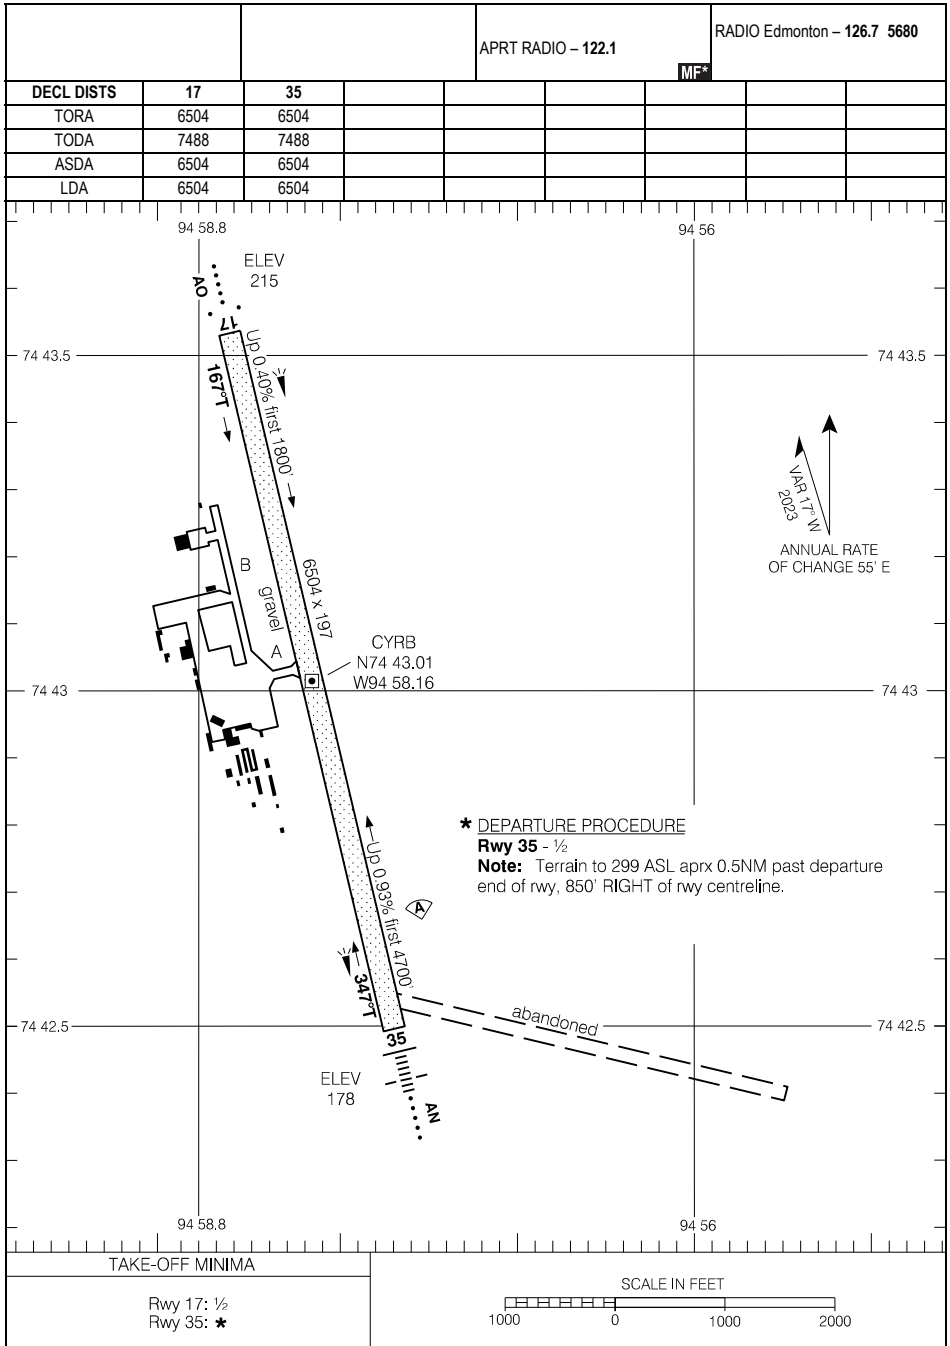 APRT RADIO – 122.1
MF*
RADIO Edmonton – 126.7 5680
DECL DISTS 17 35
TORA 6504 6504
TODA 7488 7488
ASDA 6504 6504
LDA 6504 6504
94 58.8
94 56
ELEV
215
AO
17
74 43.5
74 43.5
167°T
Up 0.40% first 1800'
VAR 17° W
2023
ANNUAL RATE
OF CHANGE 55' E
B
gravel
A
6504 x 197
CYRB
N74 43.01
W94 58.16
74 43
74 43
* DEPARTURE PROCEDURE
Rwy 35 - ½
Note: Terrain to 299 ASL aprx 0.5NM past departure
end of rwy, 850' RIGHT of rwy centreline.
Up 0.93% first 4700'
A
347°T
abandoned
74 42.5
74 42.5
35
ELEV
178
AN
94 58.8
94 56
TAKE-OFF MINIMA
Rwy 17: ½
Rwy 35: *
SCALE IN FEET
1000 0 1000 2000